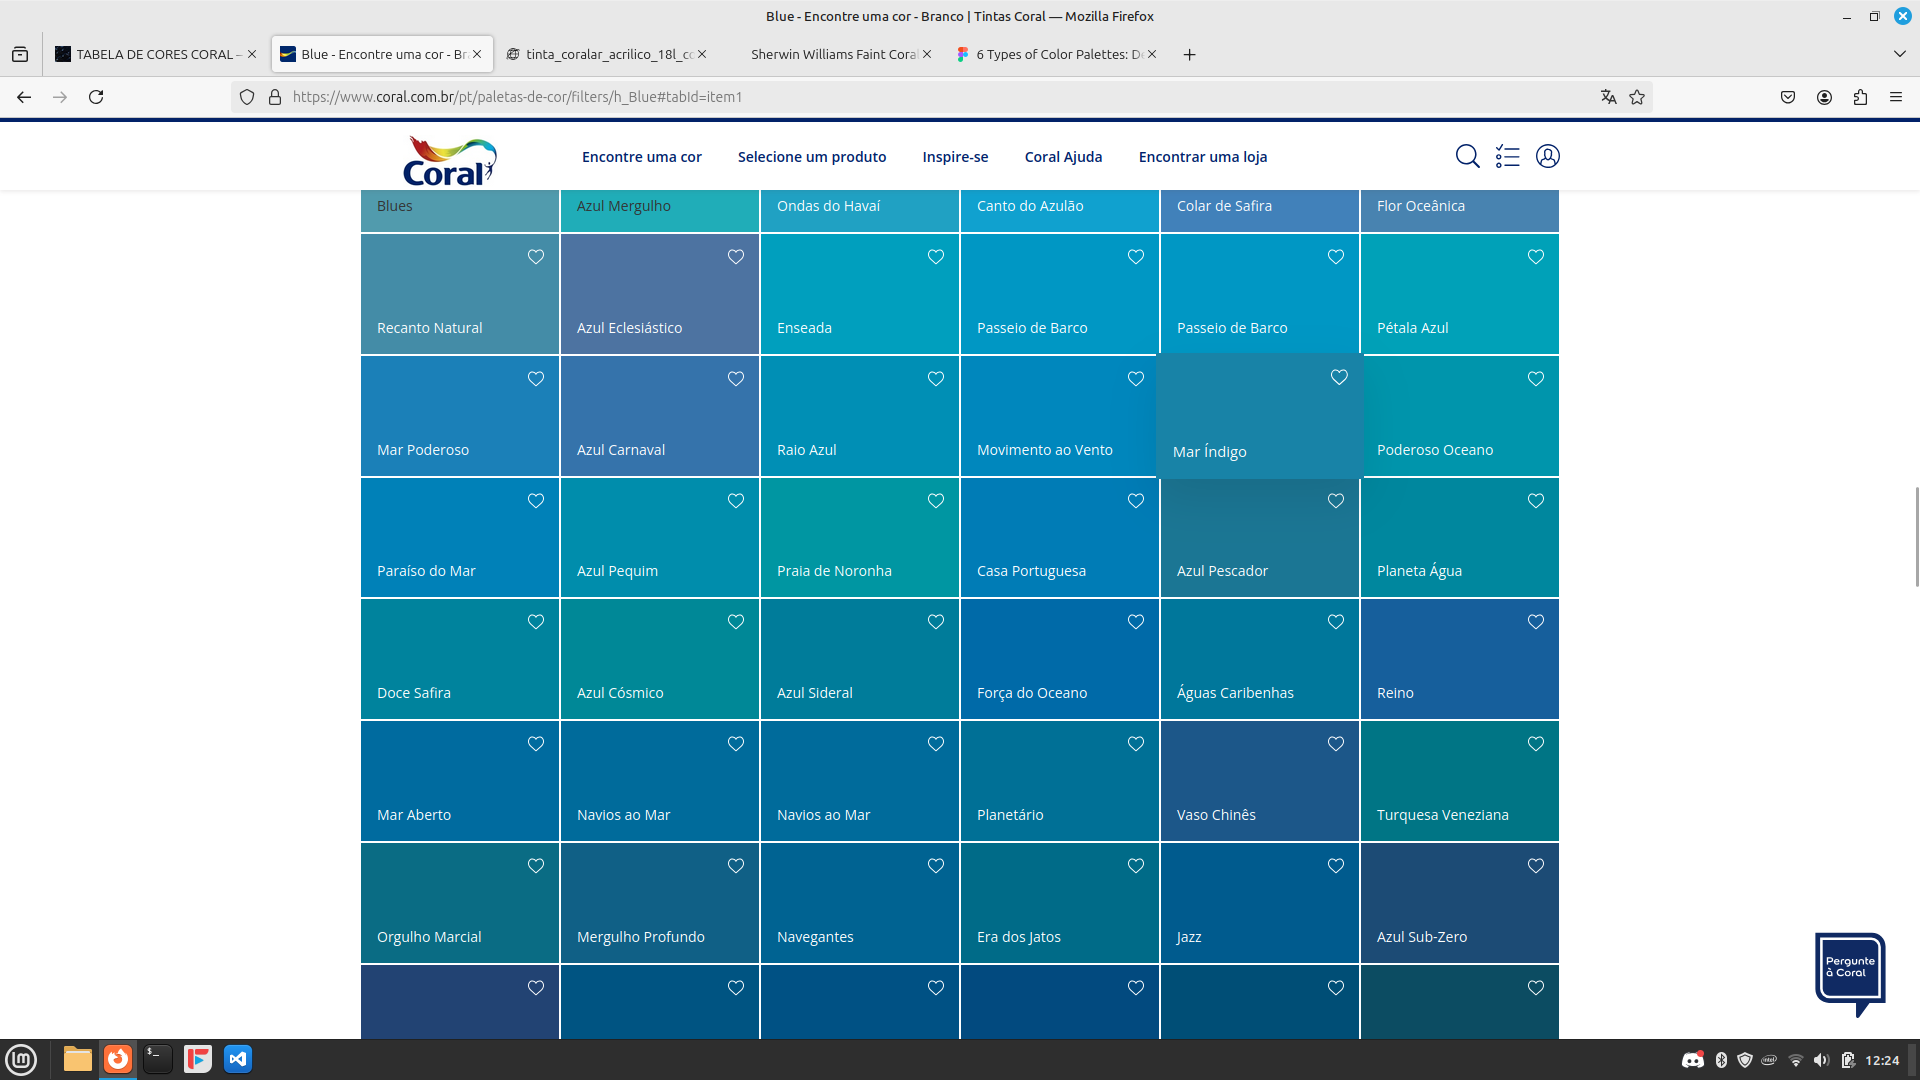 Blue - Encontre uma cor - Branco | Tintas Coral — Mozilla Firefox
TABELA DE CORES CORAL –
Blue - Encontre uma cor - Br
tinta_coralar_acrilico_18l_co
Sherwin Williams Faint Coral
6 Types of Color Palettes: De
https://www.coral.com.br/pt/paletas-de-cor/filters/h_Blue#tabId=item1
Coral
Encontre uma cor
Selecione um produto
Inspire-se
Coral Ajuda
Encontrar uma loja
Blues
Azul Mergulho
Ondas do Havaí
Canto do Azulão
Colar de Safira
Flor Oceânica
Recanto Natural
Azul Eclesiástico
Enseada
Passeio de Barco
Passeio de Barco
Pétala Azul
Mar Poderoso
Azul Carnaval
Raio Azul
Movimento ao Vento
Mar Índigo
Poderoso Oceano
Paraíso do Mar
Azul Pequim
Praia de Noronha
Casa Portuguesa
Azul Pescador
Planeta Água
Doce Safira
Azul Cósmico
Azul Sideral
Força do Oceano
Águas Caribenhas
Reino
Mar Aberto
Navios ao Mar
Navios ao Mar
Planetário
Vaso Chinês
Turquesa Veneziana
Orgulho Marcial
Mergulho Profundo
Navegantes
Era dos Jatos
Jazz
Azul Sub-Zero
Pergunte
à Coral
12:24